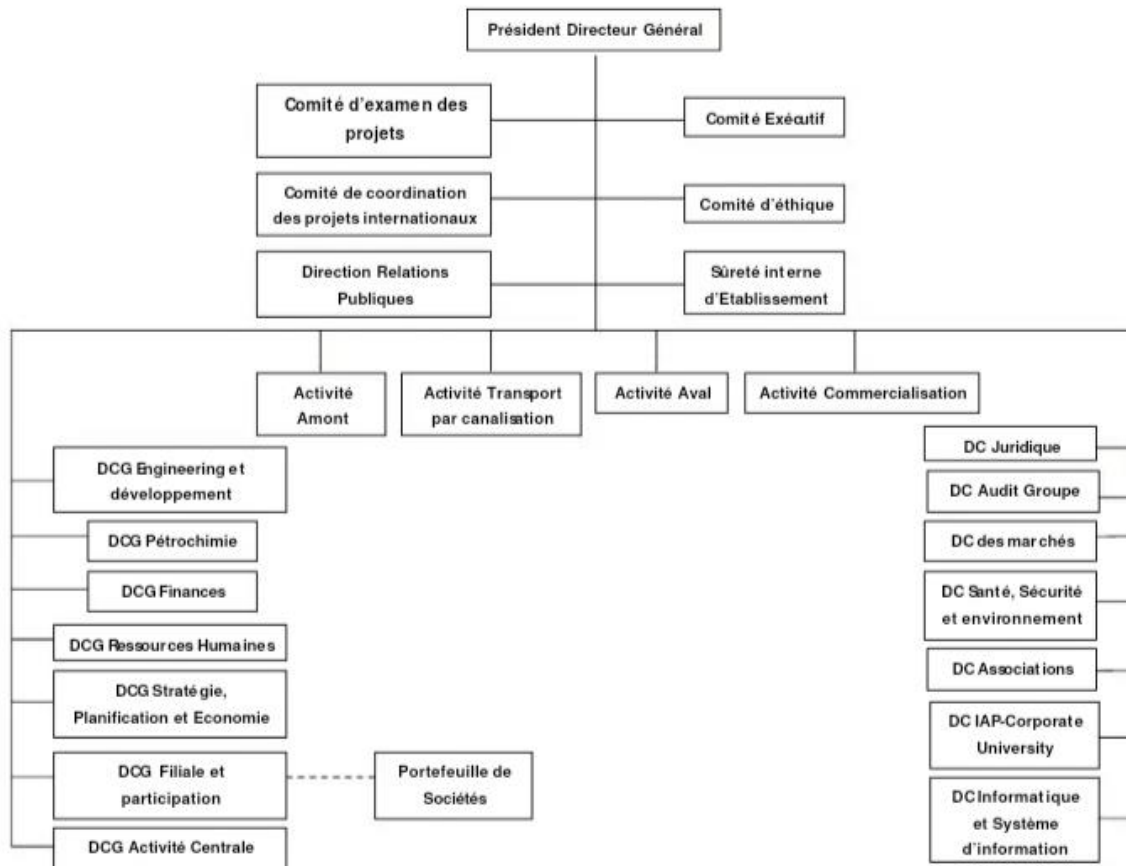 Président Directeur Général
Comité d'examen des
projets
Comité Exécutif
Comité de coordination
des projets internationaux
Comité d'éthique
Direction Relations
Publiques
Sûreté interne
d'Etablissement
Activité
Amont
Activité Transport
par canalisation
Activité Aval
Activité Commercialisation
DCG Engineering et
développement
DCG Pétrochimie
DCG Finances
DCG Ressources Humaines
DCG Stratégie,
Planification et Economie
DCG Filiale et
participation
Portefeuille de
Sociétés
DCG Activité Centrale
DC Juridique
DC Audit Groupe
DC des marchés
DC Santé, Sécurité
et environnement
DC Associations
DC IAP-Corporate
University
DC Informatique
et Système
d'information